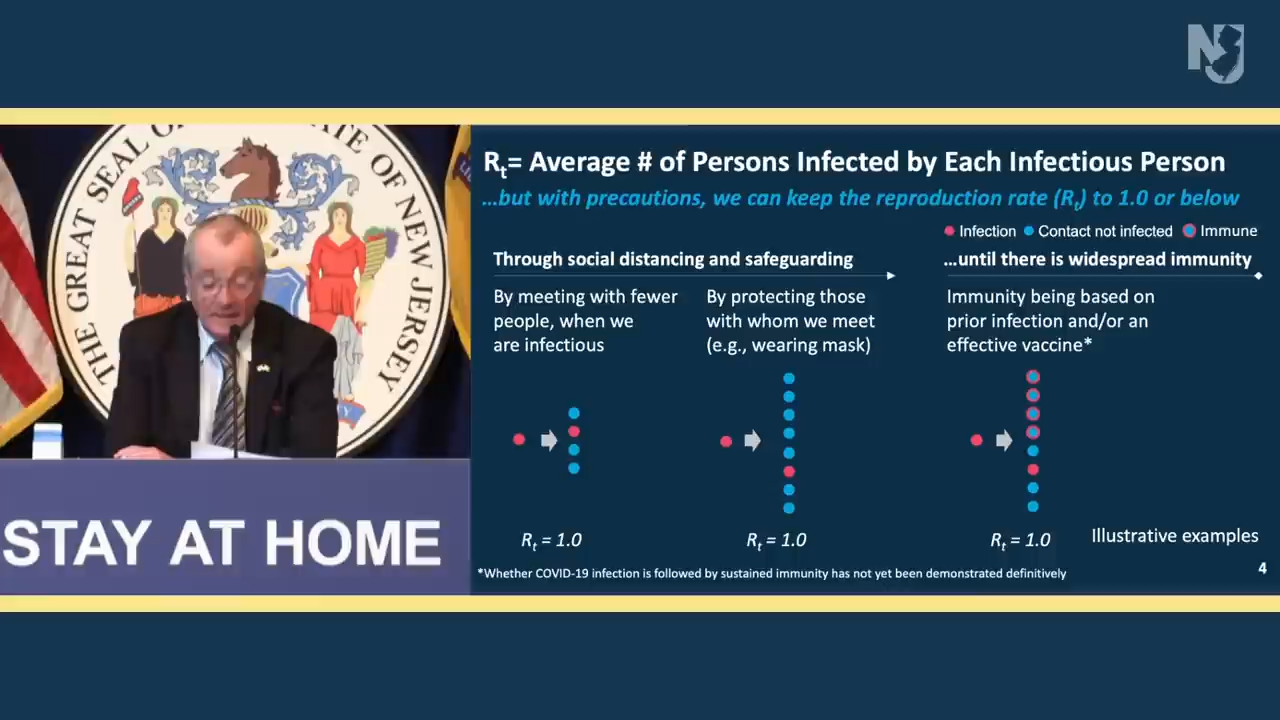 NJ
THE GREAT SEAL OF THE STATE OF NEW JERSEY
STAY AT HOME
Rt= Average # of Persons Infected by Each Infectious Person
...but with precautions, we can keep the reproduction rate (Rt) to 1.0 or below
Infection Contact not infected Immune
Through social distancing and safeguarding
...until there is widespread immunity
By meeting with fewer
people, when we
are infectious
By protecting those
with whom we meet
(e.g., wearing mask)
Immunity being based on
prior infection and/or an
effective vaccine*
Rt = 1.0
Rt = 1.0
Rt = 1.0
Illustrative examples
*Whether COVID-19 infection is followed by sustained immunity has not yet been demonstrated definitively
4